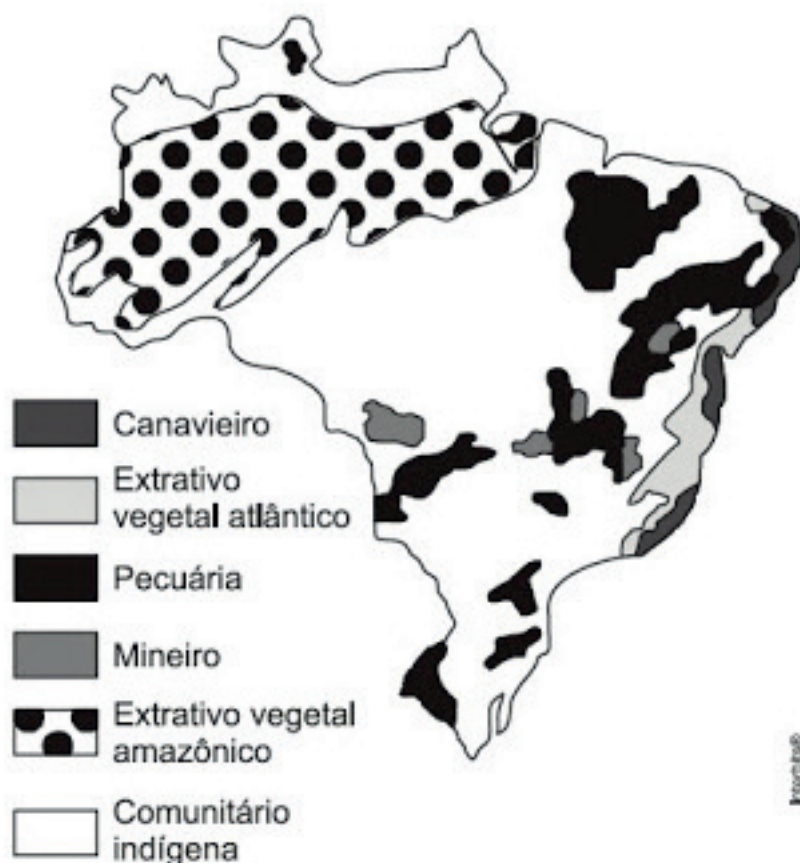 Canavieiro
Extrativo
vegetal atlântico
Pecuária
Mineiro
Extrativo vegetal
amazônico
Comunitário
indígena